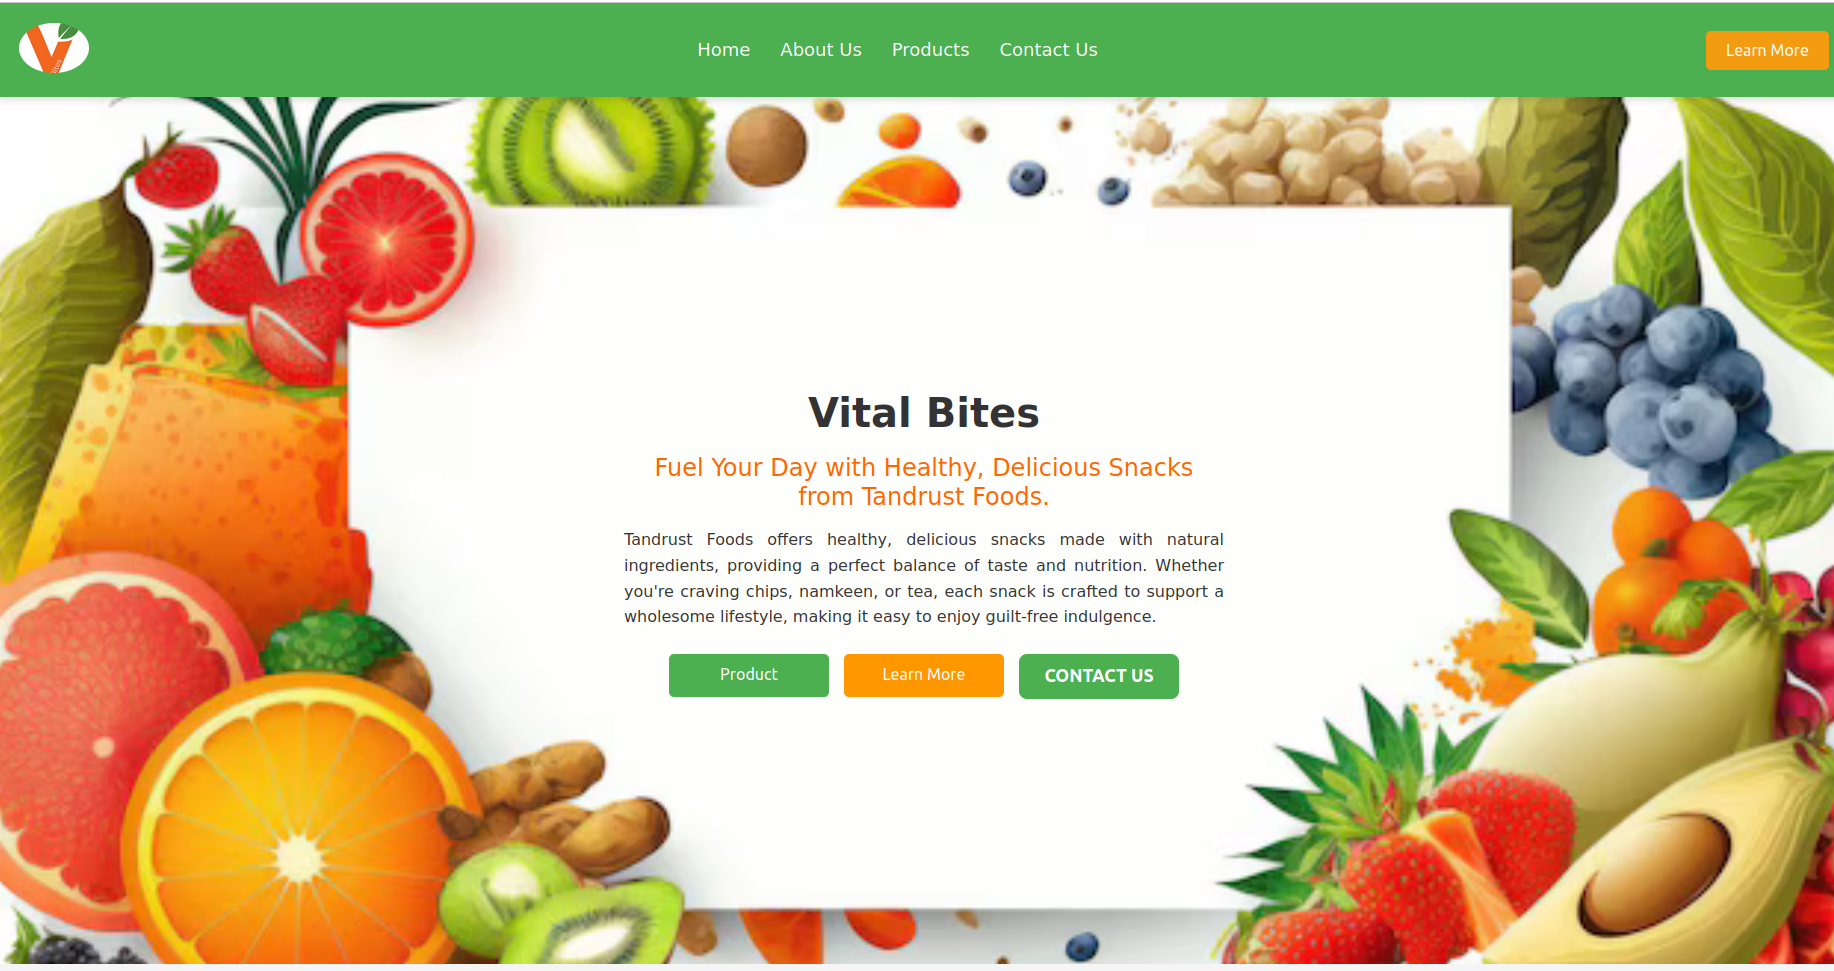 V
Bites
Home About Us Products Contact Us
Learn More
Vital Bites
Fuel Your Day with Healthy, Delicious Snacks
from Tandrust Foods.
Tandrust Foods offers healthy, delicious snacks made with natural
ingredients, providing a perfect balance of taste and nutrition. Whether
you're craving chips, namkeen, or tea, each snack is crafted to support a
wholesome lifestyle, making it easy to enjoy guilt-free indulgence.
Product Learn More CONTACT US